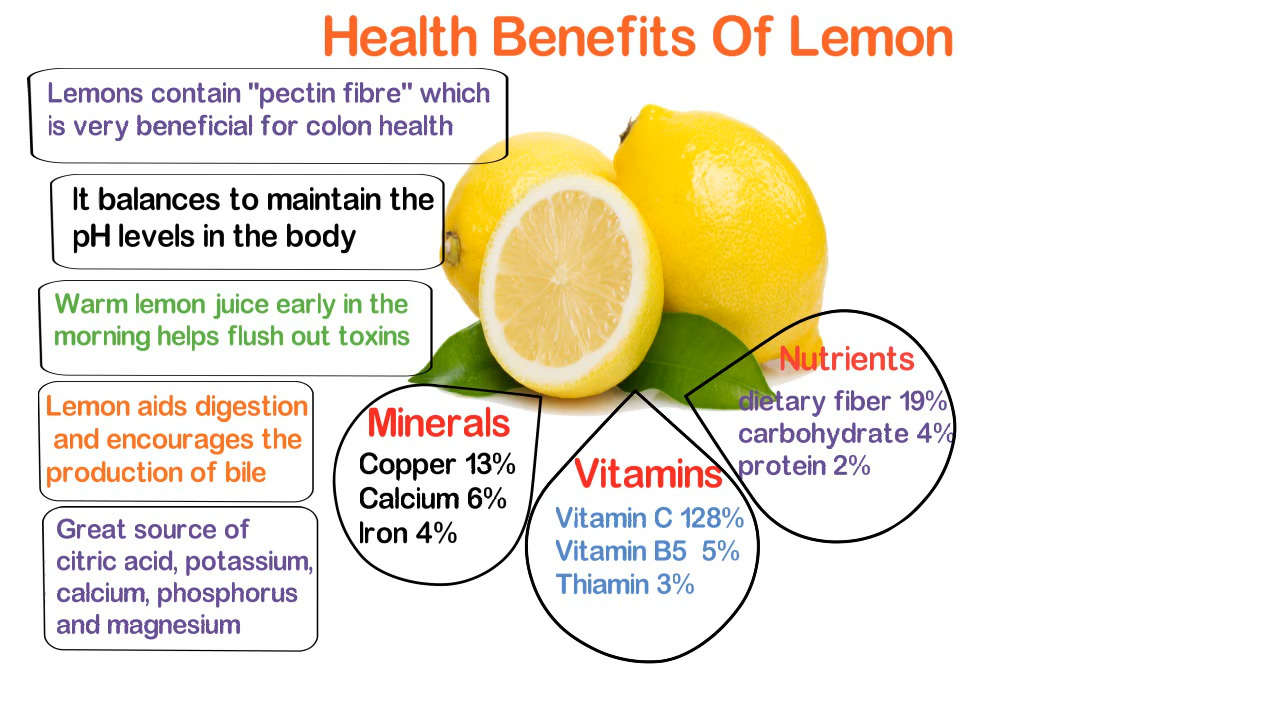 Health Benefits Of Lemon
Lemons contain "pectin fibre" which
is very beneficial for colon health
It balances to maintain the
pH levels in the body
Warm lemon juice early in the
morning helps flush out toxins
Lemon aids digestion
and encourages the
production of bile
Great source of
citric acid, potassium,
calcium, phosphorus
and magnesium
Minerals
Copper 13%
Calcium 6%
Iron 4%
Vitamins
Vitamin C 128%
Vitamin B5 5%
Thiamin 3%
Nutrients
dietary fiber 19%
carbohydrate 4%
protein 2%